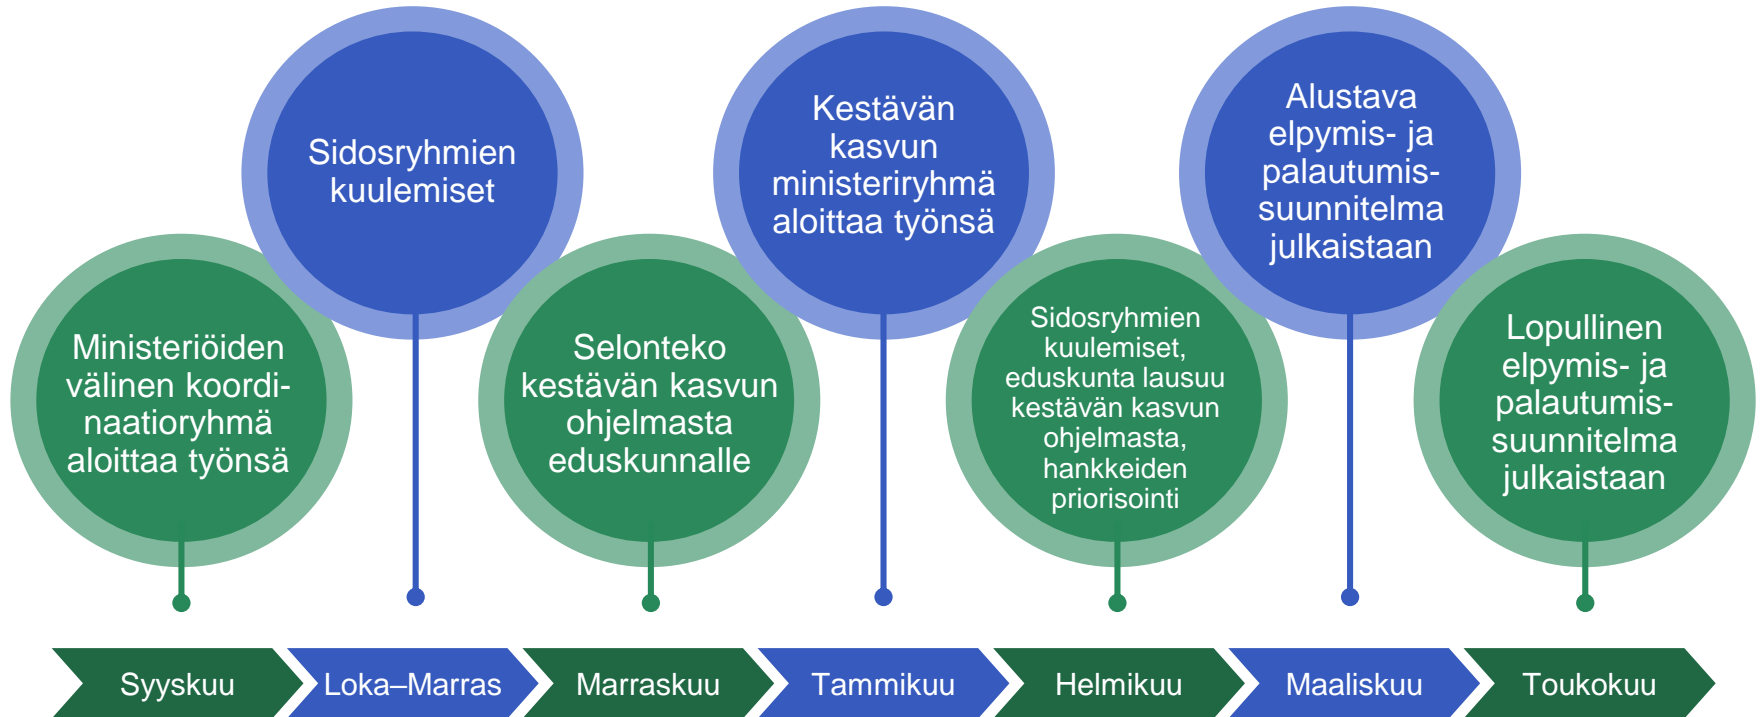 Ministeriöiden
välinen koordi-
naatioryhmä
aloittaa työnsä
Sidosryhmien
kuulemiset
Selonteko
kestävän kasvun
ohjelmasta
eduskunnalle
Kestävän
kasvun
ministeriryhmä
aloittaa työnsä
Sidosryhmien
kuulemiset,
eduskunta lausuu
kestävän kasvun
ohjelmasta,
hankkeiden
priorisointi
Alustava
elpymis- ja
palautumis-
suunnitelma
julkaistaan
Lopullinen
elpymis- ja
palautumis-
suunnitelma
julkaistaan
Syyskuu
Loka–Marras
Marraskuu
Tammikuu
Helmikuu
Maaliskuu
Toukokuu